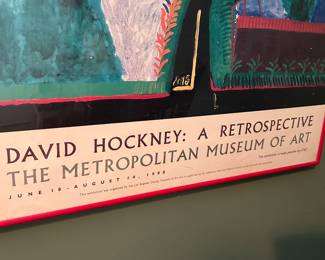 DAVID HOCKNEY: A RETROSPECTIVE
THE METROPOLITAN MUSEUM OF ART
JUNE 18-AUGUST 14, 1988